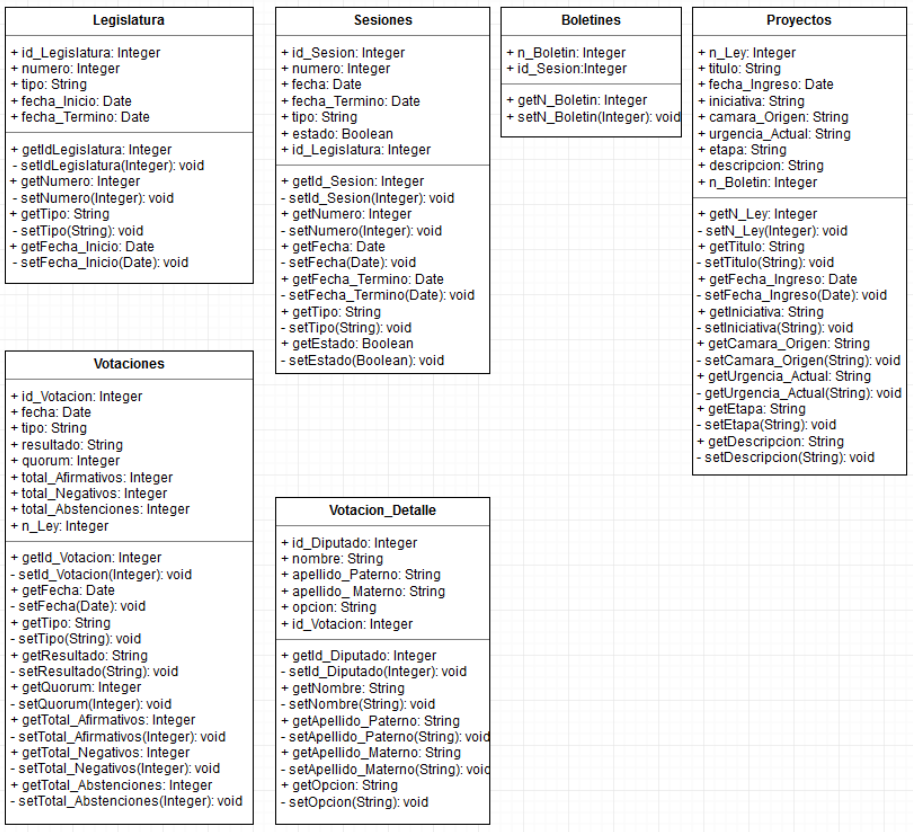 Legislatura
+ id_Legislatura: Integer
+ numero: Integer
+ tipo: String
+ fecha_Inicio: Date
+ fecha_Termino: Date
+ getIdLegislatura: Integer
- setIdLegislatura(Integer): void
+ getNumero: Integer
- setNumero(Integer): void
+ getTipo: String
- setTipo(String): void
+ getFecha_Inicio: Date
- setFecha_Inicio(Date): void
Sesiones
+ id_Sesion: Integer
+ numero: Integer
+ fecha: Date
+ fecha_Termino: Date
+ tipo: String
+ estado: Boolean
+ id_Legislatura: Integer
+ getId_Sesion: Integer
- setId_Sesion(Integer): void
+ getNumero: Integer
- setNumero(Integer): void
+ getFecha: Date
- setFecha(Date): void
+ getFecha_Termino: Date
- setFecha_Termino(Date): void
+ getTipo: String
- setTipo(String): void
+ getEstado: Boolean
- setEstado(Boolean): void
Boletines
+ n_Boletin: Integer
+ id_Sesion:Integer
+ getN_Boletin: Integer
+ setN_Boletin(Integer): void
Proyectos
+ n_Ley: Integer
+ titulo: String
+ fecha_Ingreso: Date
+ iniciativa: String
+ camara_Origen: String
+ urgencia_Actual: String
+ etapa: String
+ descripcion: String
+ n_Boletin: Integer
+ getN_Ley: Integer
- setN_Ley(Integer): void
+ getTitulo: String
- setTitulo(String): void
+ getFecha_Ingreso: Date
- setFecha_Ingreso(Date): void
+ getIniciativa: String
- setIniciativa(String): void
+ getCamara_Origen: String
- setCamara_Origen(String): void
+ getUrgencia_Actual: String
- getUrgencia_Actual(String): void
+ getEtapa: String
- setEtapa(String): void
+ getDescripcion: String
- setDescripcion(String): void
Votaciones
+ id_Votacion: Integer
+ fecha: Date
+ tipo: String
+ resultado: String
+ quorum: Integer
+ total_Afirmativos: Integer
+ total_Negativos: Integer
+ total_Abstenciones: Integer
+ n_Ley: Integer
+ getId_Votacion: Integer
- setId_Votacion(Integer): void
+ getFecha: Date
- setFecha(Date): void
+ getTipo: String
- setTipo(String): void
+ getResultado: String
- setResultado(String): void
+ getQuorum: Integer
- setQuorum(Integer): void
+ getTotal_Afirmativos: Integer
- setTotal_Afirmativos(Integer): void
+ getTotal_Negativos: Integer
- setTotal_Negativos(Integer): void
+ getTotal_Abstenciones: Integer
- setTotal_Abstenciones(Integer): void
Votacion_Detalle
+ id_Diputado: Integer
+ nombre: String
+ apellido_Paterno: String
+ apellido_ Materno: String
+ opcion: String
+ id_Votacion: Integer
+ getId_Diputado: Integer
- setId_Diputado(Integer): void
+ getNombre: String
- setNombre(String): void
+ getApellido_Paterno: String
- setApellido_Paterno(String): void
+ getApellido_Materno: String
- setApellido_Materno(String): void
+ getOpcion: String
- setOpcion(String): void